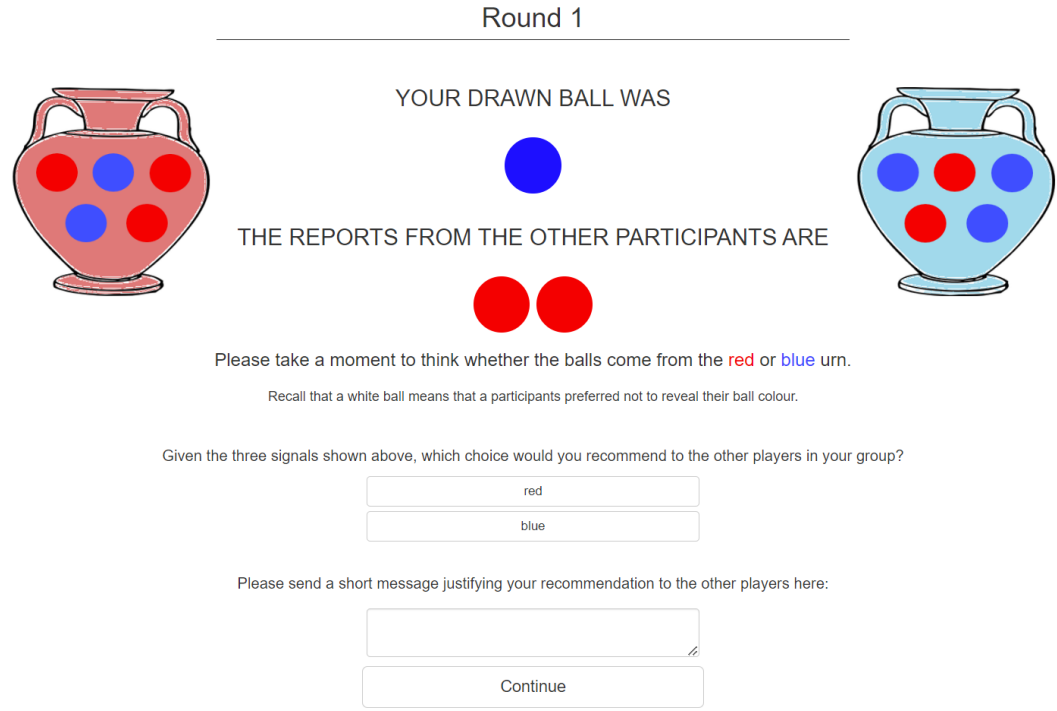 Round 1
YOUR DRAWN BALL WAS
THE REPORTS FROM THE OTHER PARTICIPANTS ARE
Please take a moment to think whether the balls come from the red or blue urn.
Recall that a white ball means that a participants preferred not to reveal their ball colour.
Given the three signals shown above, which choice would you recommend to the other players in your group?
red
blue
Please send a short message justifying your recommendation to the other players here:
Continue